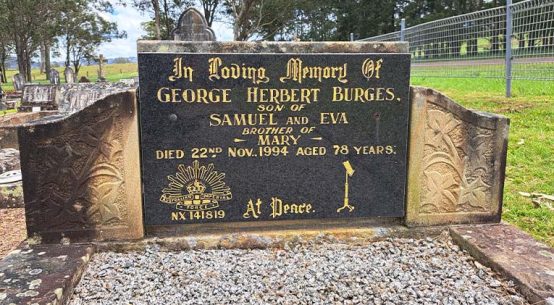 In Loving Memory Of
GEORGE HERBERT BURGES,
SON OF
SAMUEL AND EVA
BROTHER OF
MARY
DIED 22ND NOV. 1994 AGED 78 YEARS.
NX 141819
At Peace.